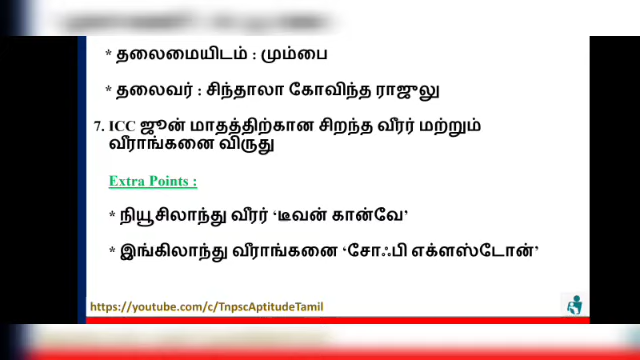 * தலைமையிடம் : மும்பை
* தலைவர் : சிந்தாலா கோவிந்த ராஜுலு
7. ICC ஜூன் மாதத்திற்கான சிறந்த வீரர் மற்றும்
வீராங்கனை விருது
Extra Points :
* நியூசிலாந்து வீரர் ‘டீவன் கான்வே’
* இங்கிலாந்து வீராங்கனை ‘சோஃபி எக்ளஸ்டோன்’
https://youtube.com/c/TnpscAptitudeTamil